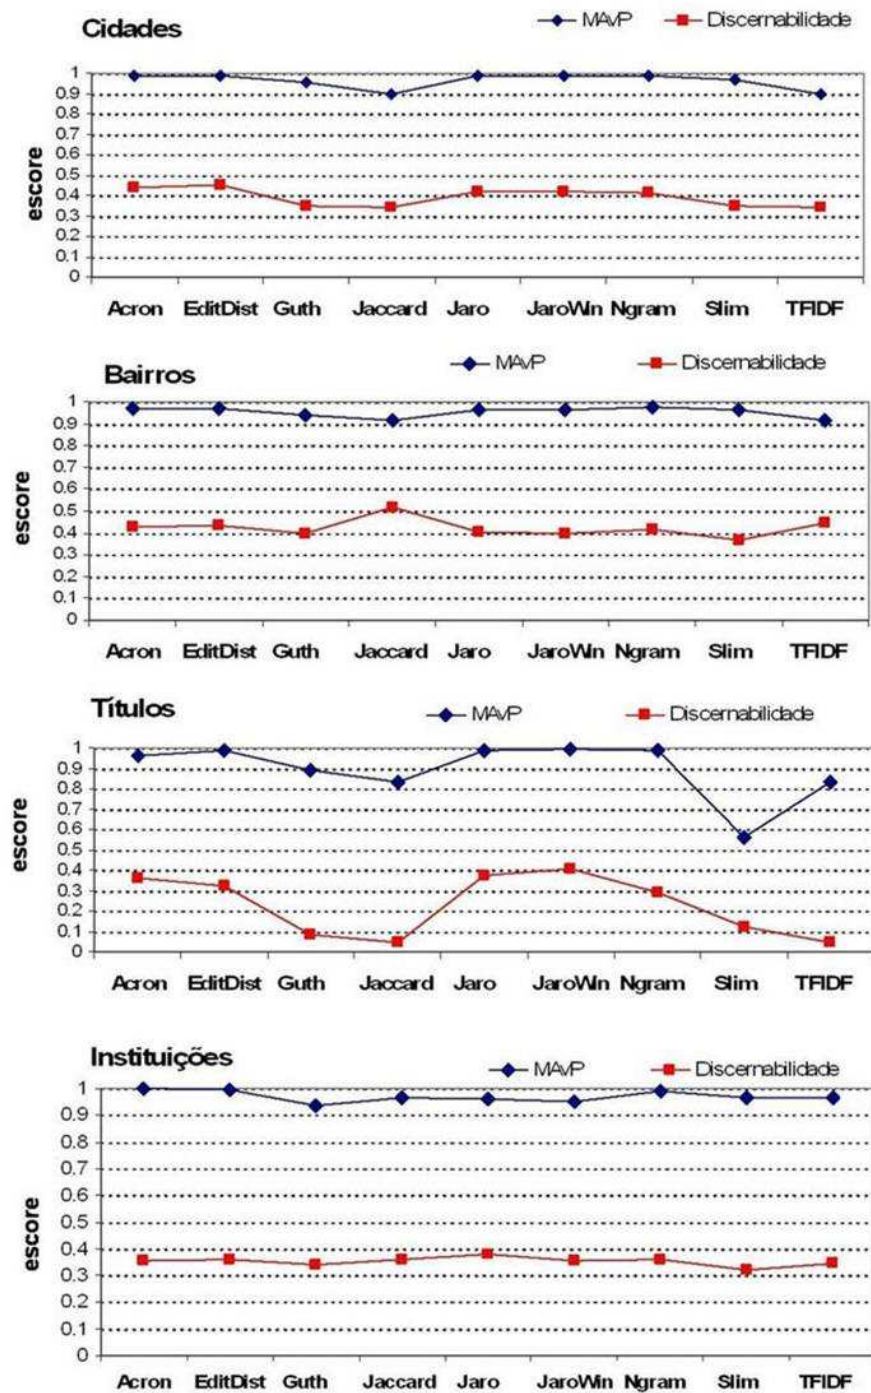 Cidades
MAvP Discernabilidade
1
0.9
0.8
0.7
0.6
0.5
0.4
0.3
0.2
0.1
0
escore
Acron EditDist Guth Jaccard Jaro JaroWin Ngram Slim TFIDF
Bairros
MAvP Discernabilidade
1
0.9
0.8
0.7
0.6
0.5
0.4
0.3
0.2
0.1
0
escore
Acron EditDist Guth Jaccard Jaro JaroWin Ngram Slim TFIDF
Títulos
MAvP Discernabilidade
1
0.9
0.8
0.7
0.6
0.5
0.4
0.3
0.2
0.1
0
escore
Acron EditDist Guth Jaccard Jaro JaroWin Ngram Slim TFIDF
Instituições
MAvP Discernabilidade
1
0.9
0.8
0.7
0.6
0.5
0.4
0.3
0.2
0.1
0
escore
Acron EditDist Guth Jaccard Jaro JaroWin Ngram Slim TFIDF